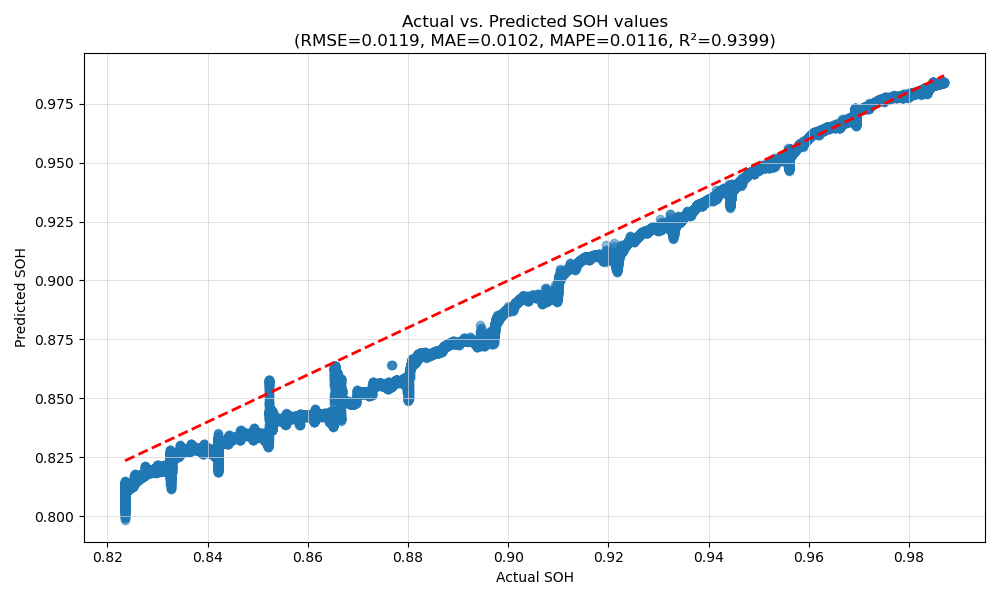 Actual vs. Predicted SOH values
(RMSE=0.0119, MAE=0.0102, MAPE=0.0116, R²=0.9399)
Predicted SOH
0.975
0.950
0.925
0.900
0.875
0.850
0.825
0.800
0.82 0.84 0.86 0.88 0.90 0.92 0.94 0.96 0.98
Actual SOH